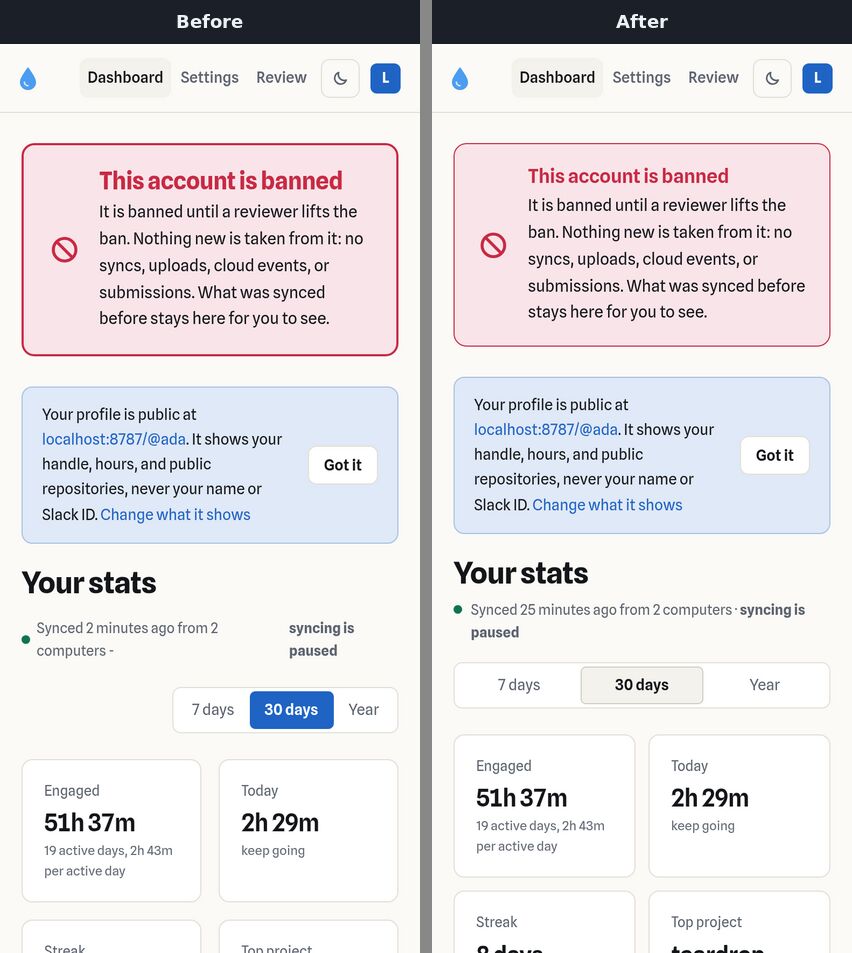 Before
Dashboard Settings Review L
This account is banned
It is banned until a reviewer lifts the
ban. Nothing new is taken from it: no
syncs, uploads, cloud events, or
submissions. What was synced
before stays here for you to see.
Your profile is public at
localhost:8787/@ada. It shows your
handle, hours, and public
repositories, never your name or
Slack ID. Change what it shows
Got it
Your stats
Synced 2 minutes ago from 2
computers -
syncing is
paused
7 days 30 days Year
Engaged
51h 37m
19 active days, 2h 43m
per active day
Today
2h 29m
keep going
Streak
Top project
After
Dashboard Settings Review L
This account is banned
It is banned until a reviewer lifts the
ban. Nothing new is taken from it: no
syncs, uploads, cloud events, or
submissions. What was synced before
stays here for you to see.
Your profile is public at
localhost:8787/@ada. It shows your
handle, hours, and public
repositories, never your name or
Slack ID. Change what it shows
Got it
Your stats
Synced 25 minutes ago from 2 computers · syncing is
paused
7 days 30 days Year
Engaged
51h 37m
19 active days, 2h 43m
per active day
Today
2h 29m
keep going
Streak
8 days
Top project
teardrop